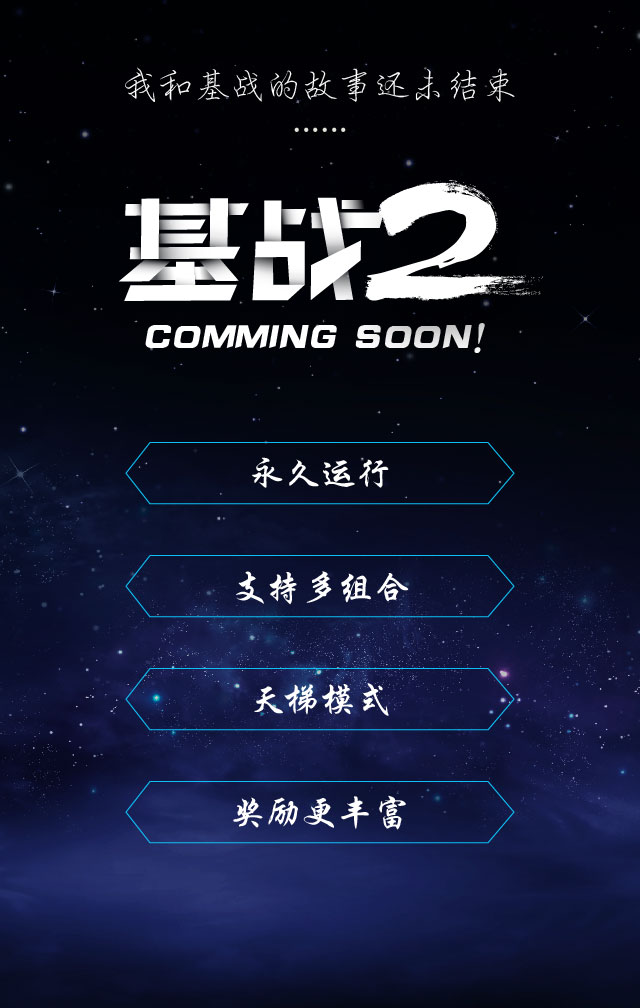 我和基战的故事还未结束
......
基战2
COMMING SOON!
永久运行
支持多组合
天梯模式
奖励更丰富